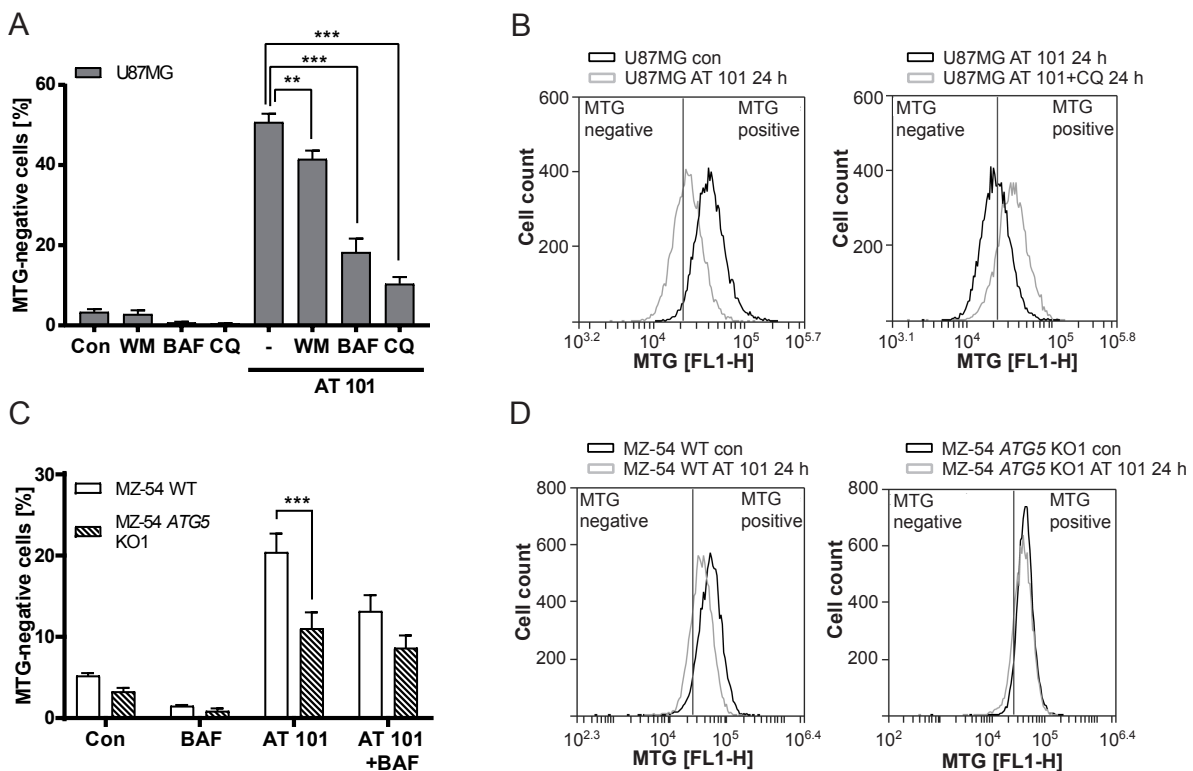 A
U87MG
***
***
**
MTG-negative cells [%]
60
40
20
0
Con WM BAF CQ - WM BAF CQ
AT 101
B
U87MG con
U87MG AT 101 24 h
600
400
200
Cell count
MTG negative
MTG positive
10^3.2 10^4 10^5 10^5.7
MTG [FL1-H]
U87MG AT 101 24 h
U87MG AT 101+CQ 24 h
600
400
200
Cell count
MTG negative
MTG positive
10^3.1 10^4 10^5 10^5.8
MTG [FL1-H]
C
MZ-54 WT
MZ-54 ATG5
KO1
***
MTG-negative cells [%]
30
20
10
0
Con BAF AT 101 AT 101
+BAF
D
MZ-54 WT con
MZ-54 WT AT 101 24 h
800
600
400
200
Cell count
MTG negative
MTG positive
10^2.3 10^4 10^5 10^6.4
MTG [FL1-H]
MZ-54 ATG5 KO1 con
MZ-54 ATG5 KO1 AT 101 24 h
800
600
400
200
Cell count
MTG negative
MTG positive
10^2 10^4 10^5 10^6.4
MTG [FL1-H]